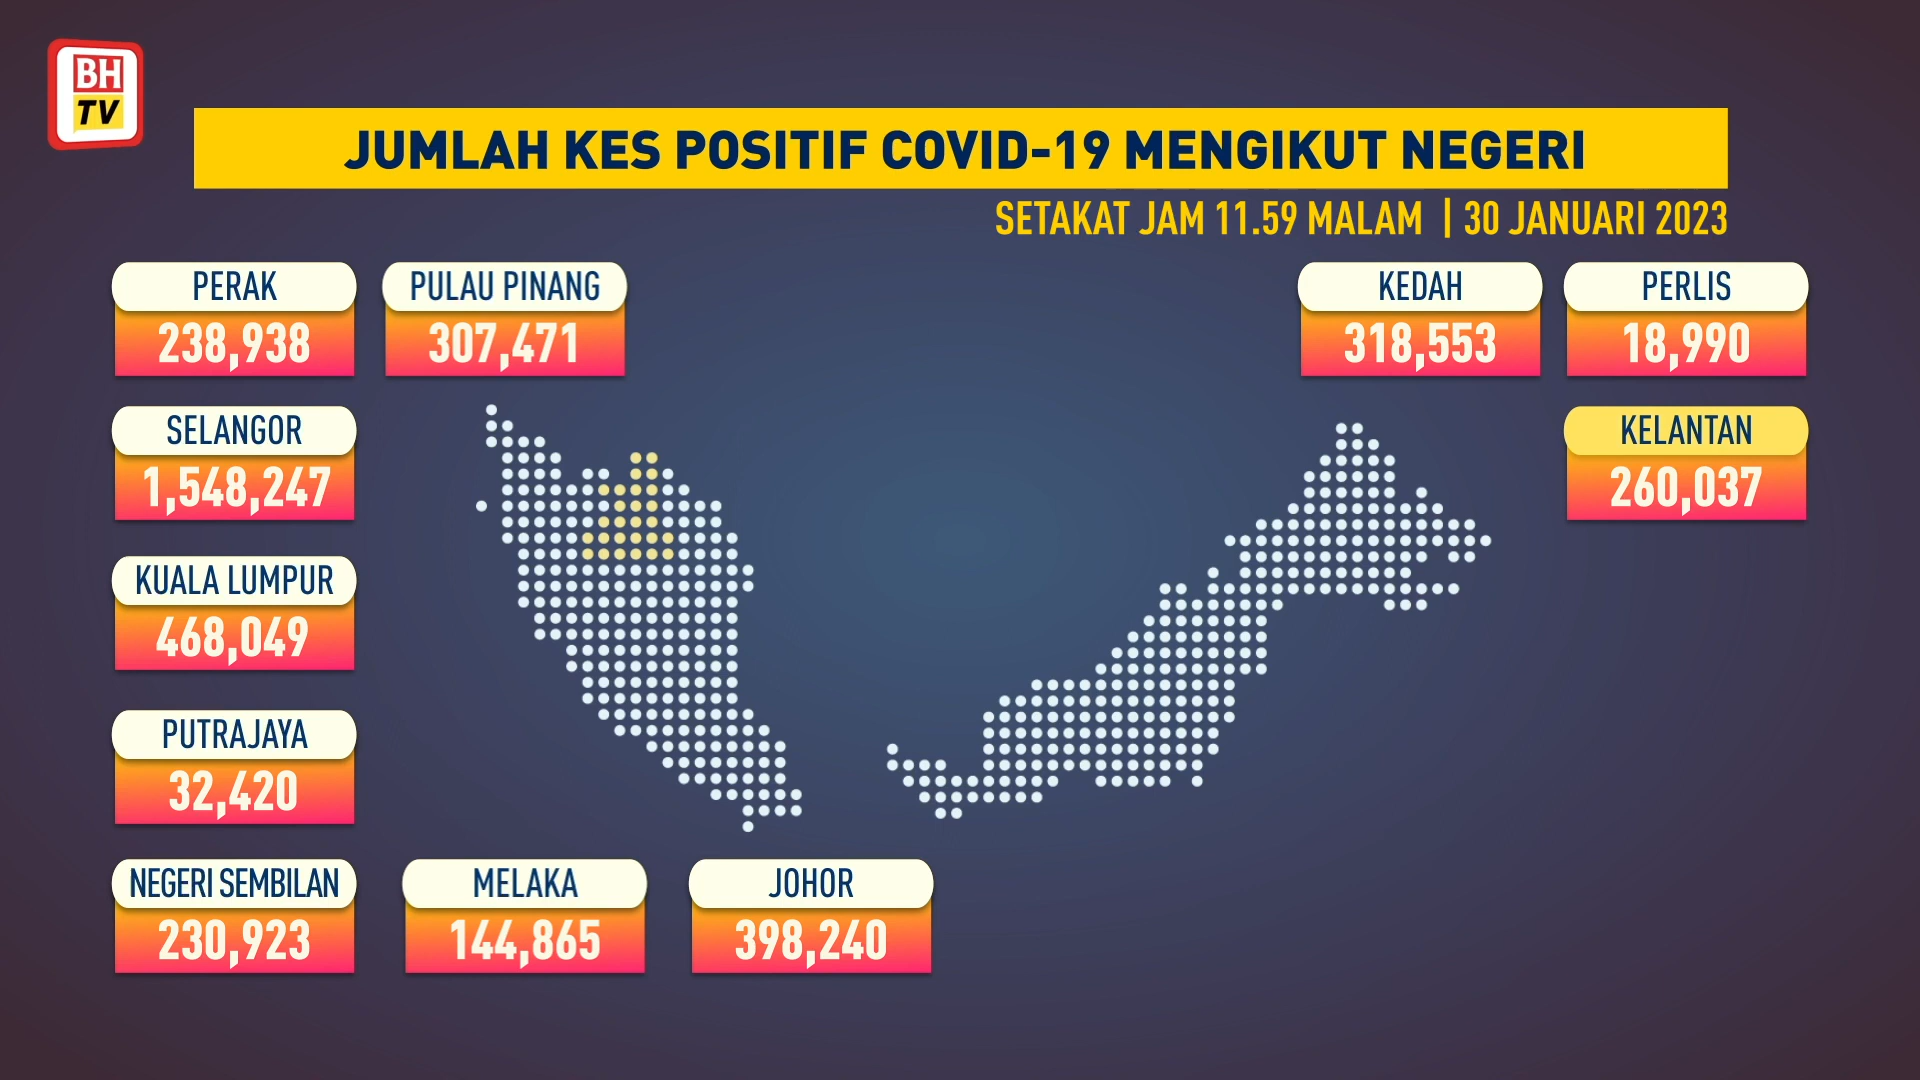 BH
TV
JUMLAH KES POSITIF COVID-19 MENGIKUT NEGERI
SETAKAT JAM 11.59 MALAM | 30 JANUARI 2023
PERAK
238,938
PULAU PINANG
307,471
KEDAH
318,553
PERLIS
18,990
SELANGOR
1,548,247
KELANTAN
260,037
KUALA LUMPUR
468,049
PUTRAJAYA
32,420
NEGERI SEMBILAN
230,923
MELAKA
144,865
JOHOR
398,240